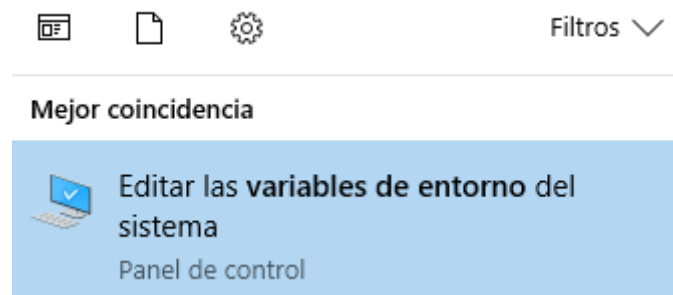 Filtros
Mejor coincidencia
Editar las variables de entorno del
sistema
Panel de control